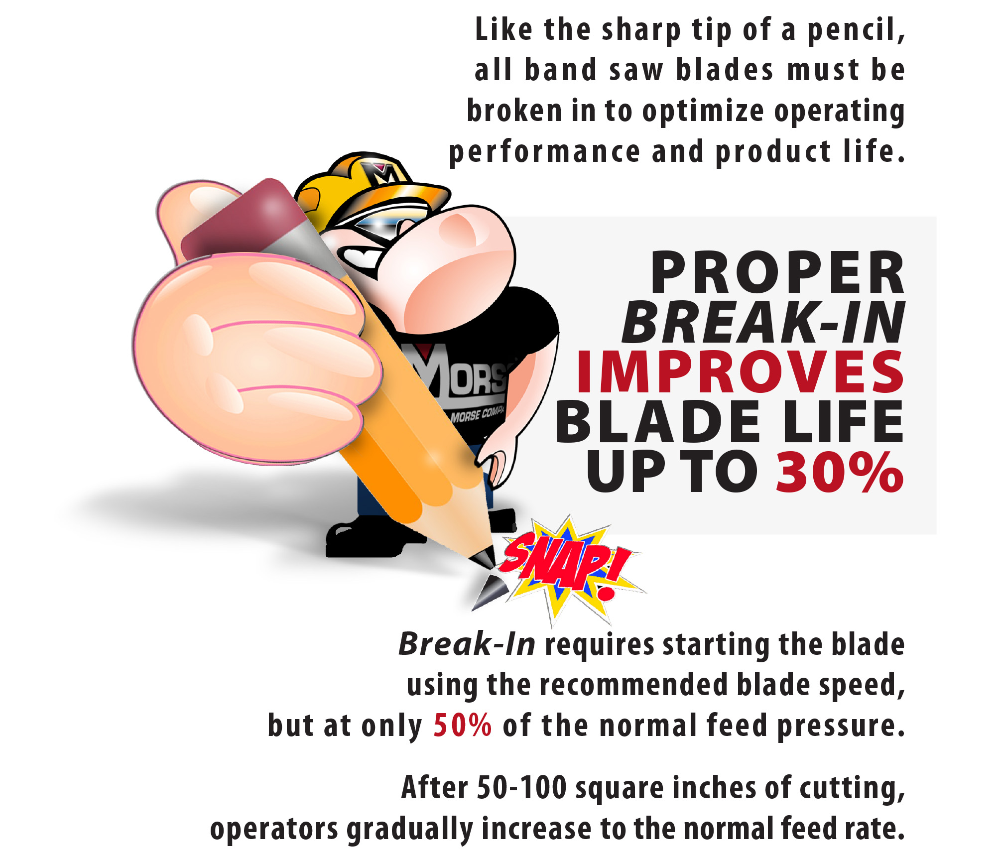 Like the sharp tip of a pencil,
all band saw blades must be
broken in to optimize operating
performance and product life.
M
PROPER
BREAK-IN
IMPROVES
BLADE LIFE
UP TO 30%
MORS
MORSE COMPA
SNAP!
Break-In requires starting the blade
using the recommended blade speed,
but at only 50% of the normal feed pressure.
After 50-100 square inches of cutting,
operators gradually increase to the normal feed rate.